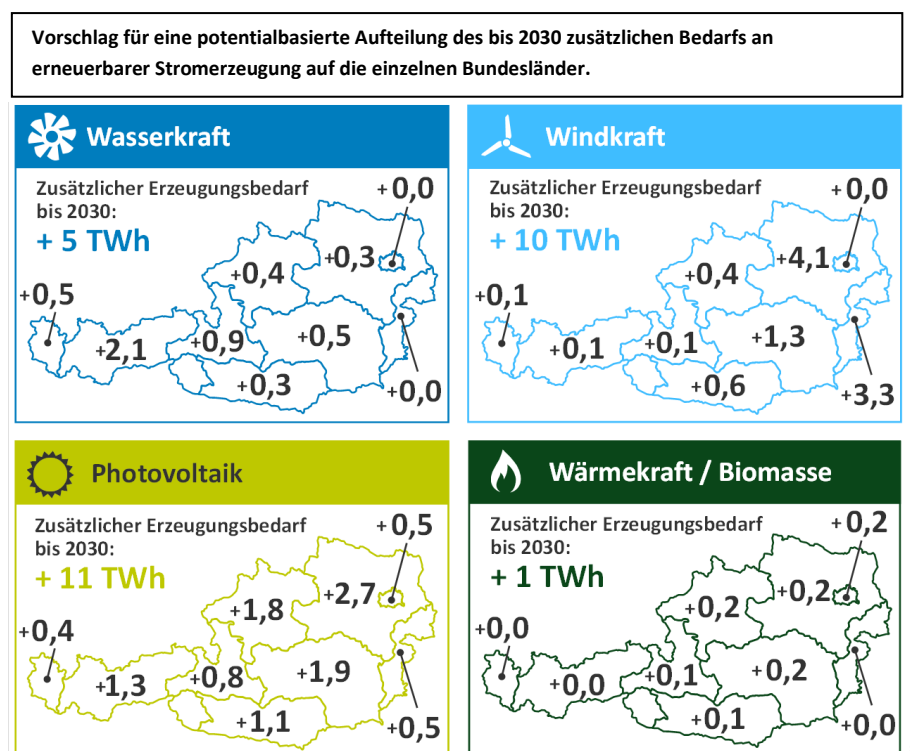 Vorschlag für eine potentialbasierte Aufteilung des bis 2030 zusätzlichen Bedarfs an
erneuerbarer Stromerzeugung auf die einzelnen Bundesländer.
Wasserkraft
Zusätzlicher Erzeugungsbedarf
bis 2030:
+ 5 TWh
+0,0
+0,3
+0,4
+0,5
+0,5
+0,9
+2,1
+0,3
+0,0
Windkraft
Zusätzlicher Erzeugungsbedarf
bis 2030:
+ 10 TWh
+0,0
+4,1
+0,4
+0,1
+1,3
+0,1
+0,1
+0,6
+3,3
Photovoltaik
Zusätzlicher Erzeugungsbedarf
bis 2030:
+ 11 TWh
+0,5
+2,7
+1,8
+0,4
+1,9
+0,8
+1,3
+1,1
+0,5
Wärmekraft / Biomasse
Zusätzlicher Erzeugungsbedarf
bis 2030:
+ 1 TWh
+0,2
+0,2
+0,2
+0,0
+0,2
+0,1
+0,0
+0,1
+0,0